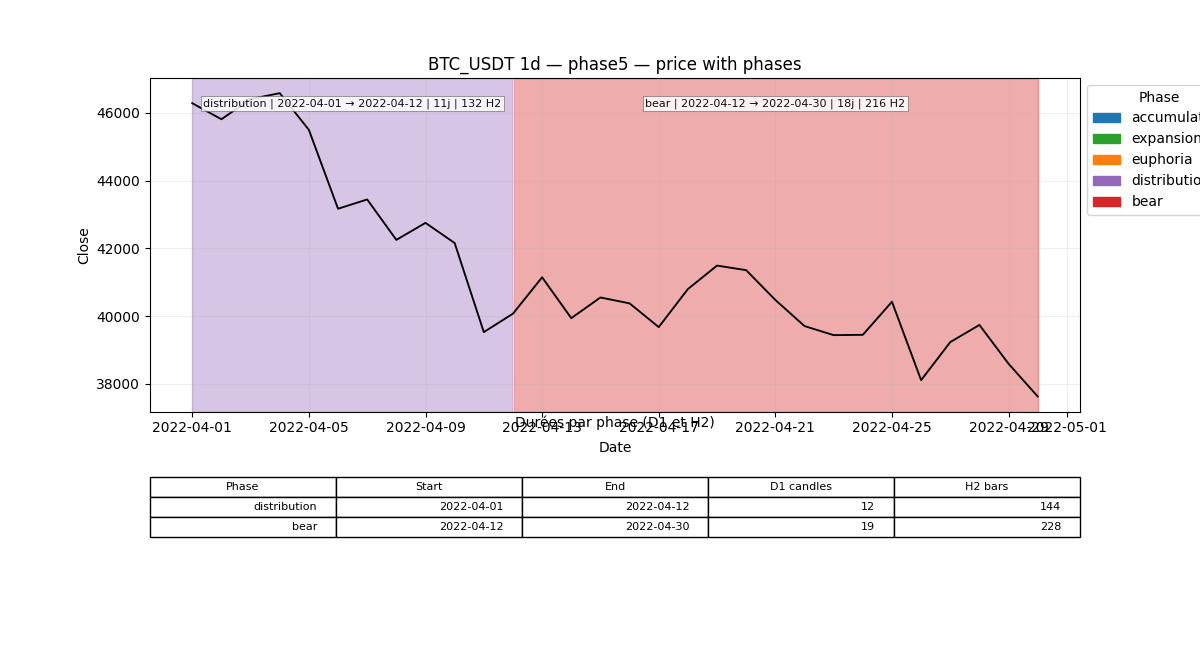 BTC_USDT 1d — phase5 — price with phases
distribution | 2022-04-01 → 2022-04-12 | 11j | 132 H2
bear | 2022-04-12 → 2022-04-30 | 18j | 216 H2
Phase
accumulat
expansion
euphoria
distributio
bear
Close
46000
44000
42000
40000
38000
2022-04-01 2022-04-05 2022-04-09 2022-04-13 2022-04-17 2022-04-21 2022-04-25 2022-04-29 2022-05-01
Durées par phase (D1 et H2)
Date
Phase Start End D1 candles H2 bars
distribution 2022-04-01 2022-04-12 12 144
bear 2022-04-12 2022-04-30 19 228